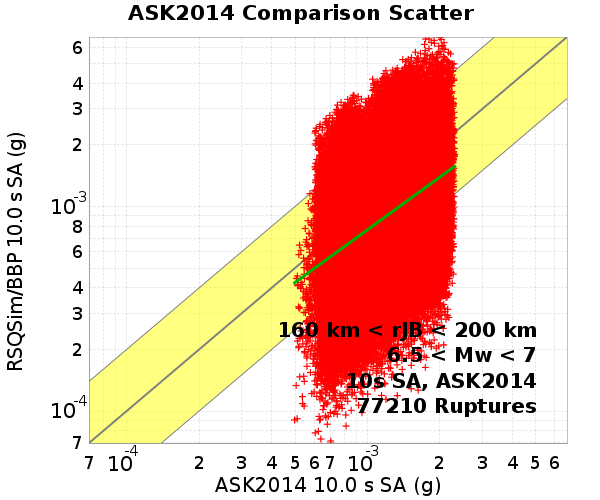 ASK2014 Comparison Scatter
RSQSim/BBP 10.0 s SA (g)
6
4
3
2
10-3
8
6
4
3
2
10-4
7
160 km < rJB < 200 km
6.5 < Mw < 7
10s SA, ASK2014
77210 Ruptures
7 10-4 2 3 4 5 6 7 10-3 2 3 4 5 6
ASK2014 10.0 s SA (g)